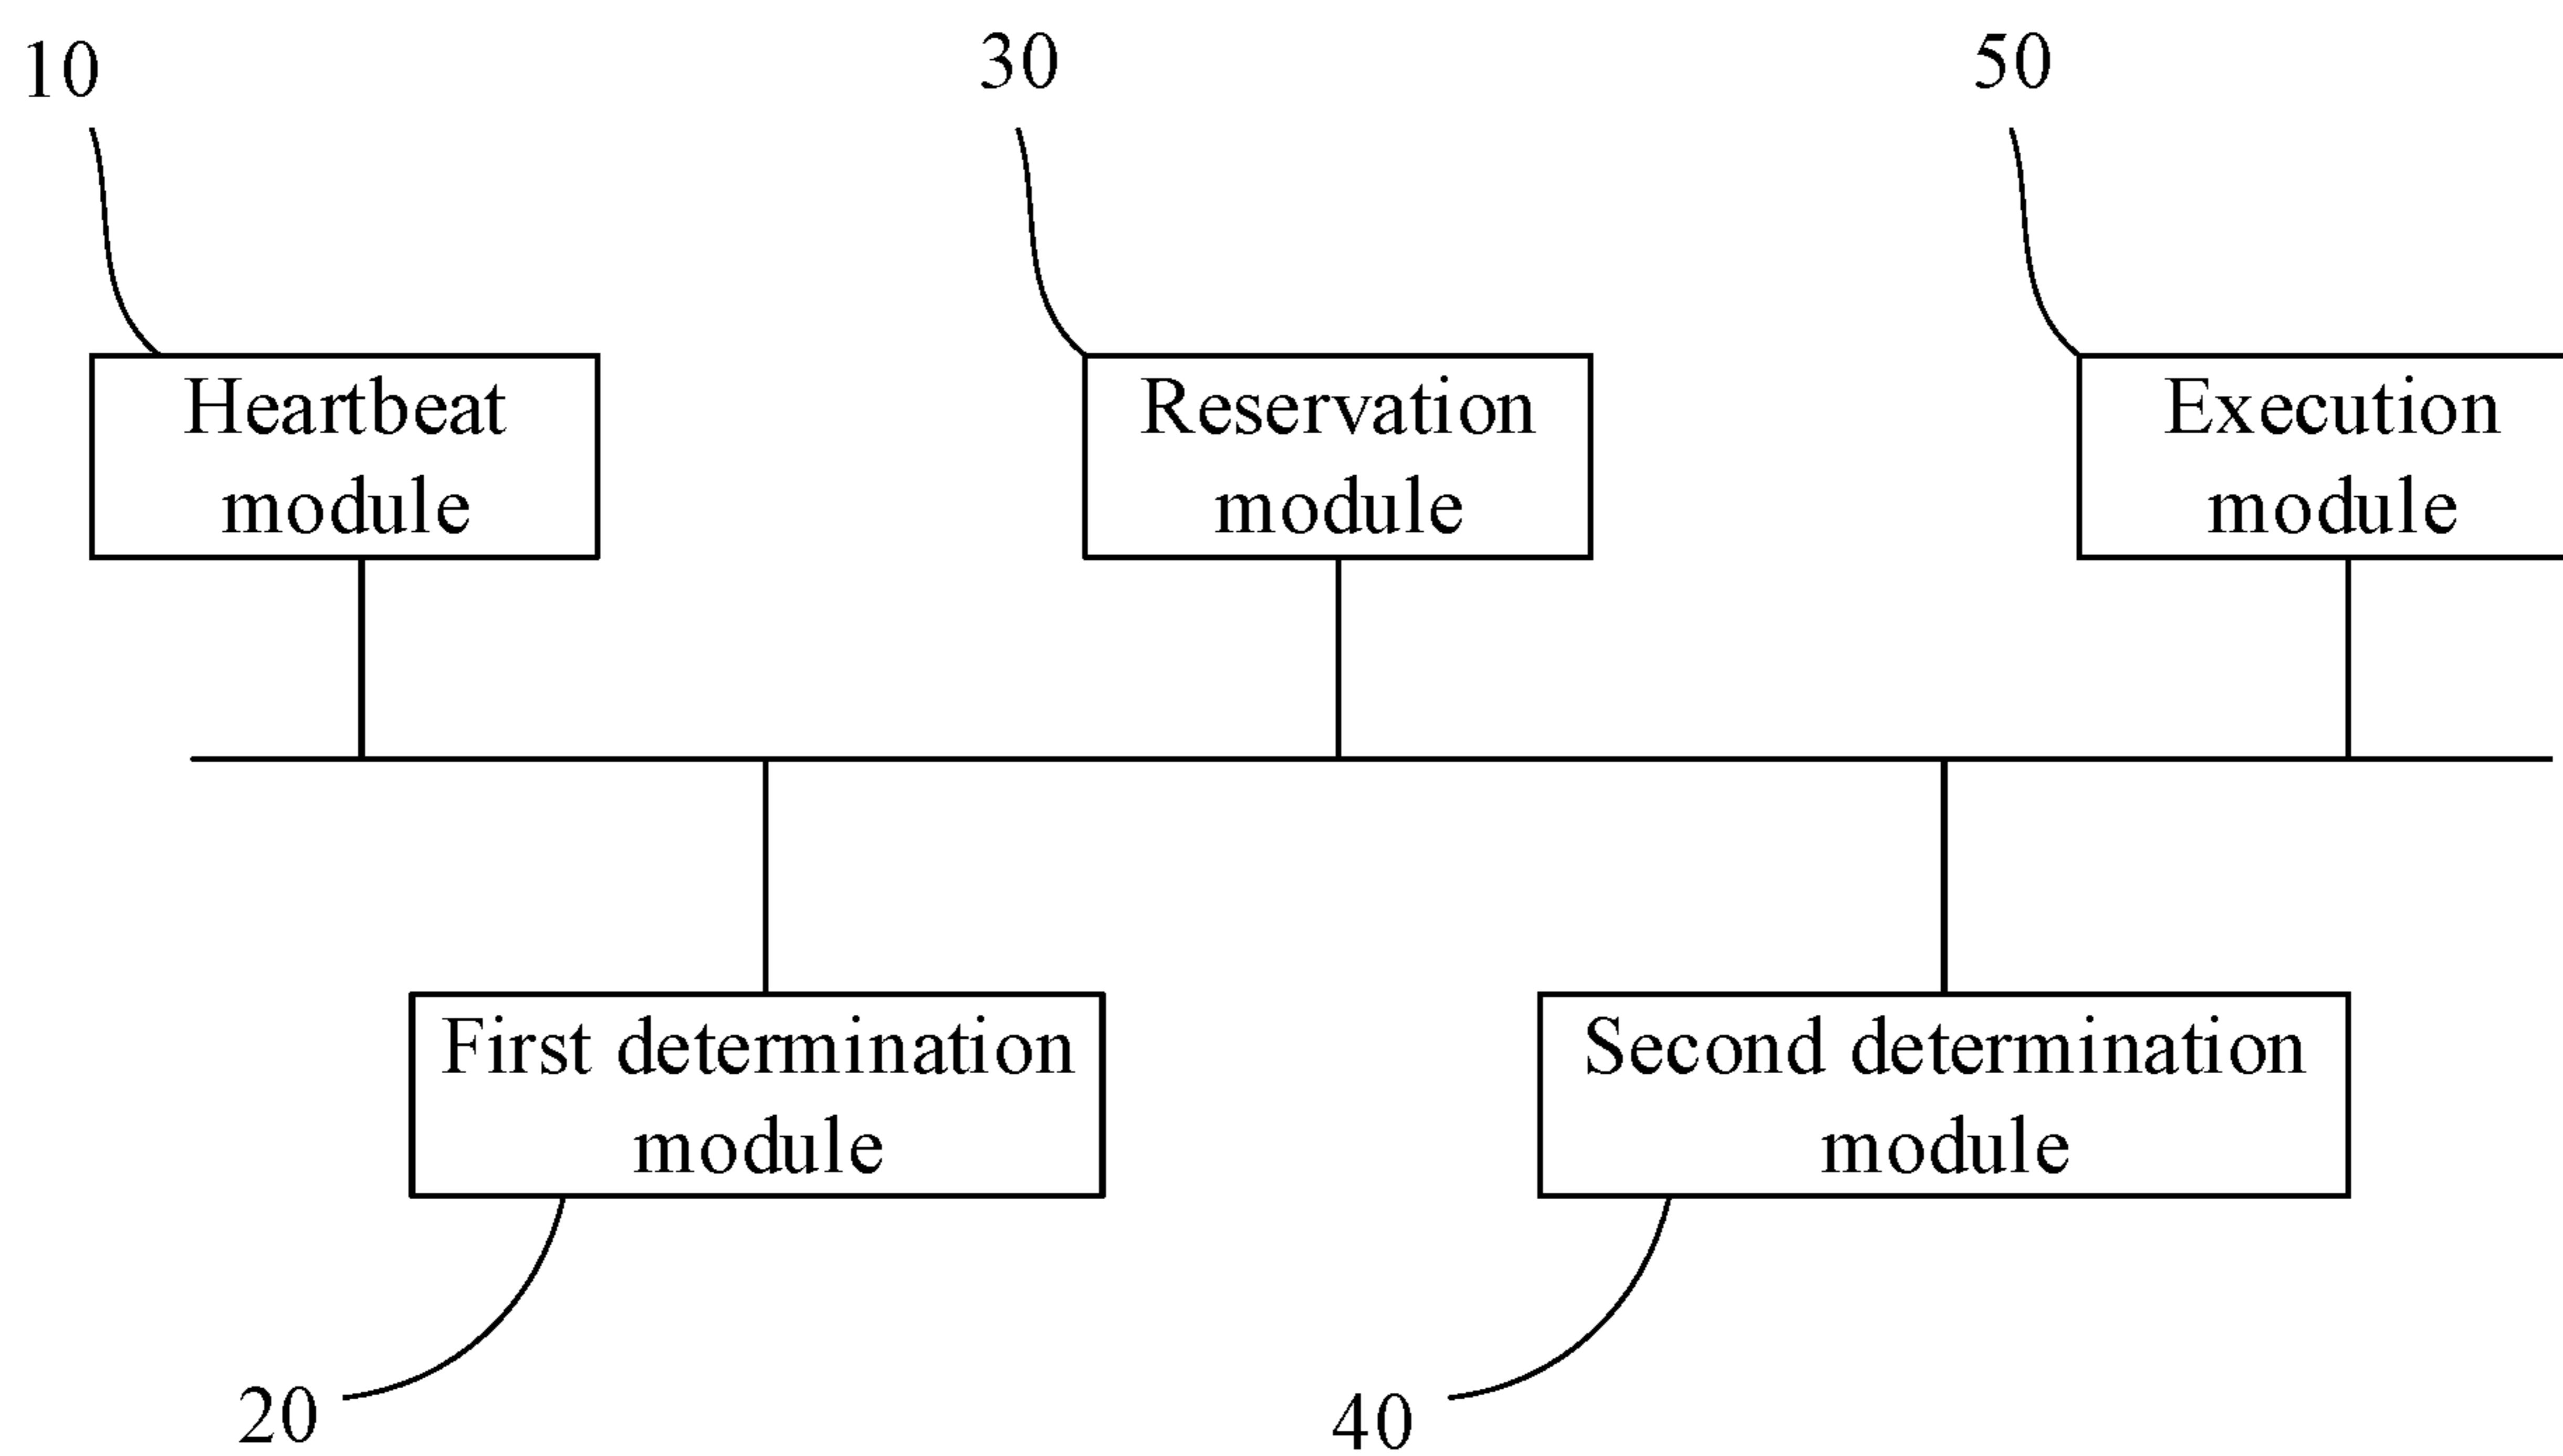 10
30
50
Heartbeat
module
Reservation
module
Execution
module
First determination
module
Second determination
module
20
40